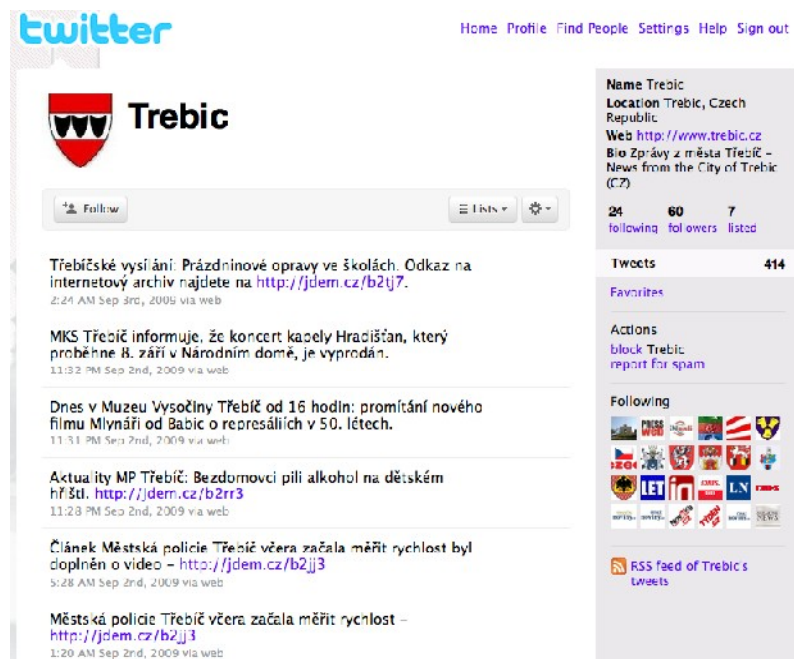 twitter
Home Profile Find People Settings Help Sign out
Trebic
Follow
Lists
Třebíčské vysílání: Prázdninové opravy ve školách. Odkaz na
internetový archiv najdete na http://jdem.cz/b2tj7.
2:24 AM Sep 3rd, 2009 via web
MKS Třebíč informuje, že koncert kapely Hradišťan, který
proběhne 8. září v Národním domě, je vyprodán.
11:32 PM Sep 2nd, 2009 via web
Dnes v Muzeu Vysočiny Třebíč od 16 hodin: promítání nového
filmu Mlynáři od Babic o represáliích v 50. létech.
11:31 PM Sep 2nd, 2009 via web
Aktuality MP Třebíč: Bezdomovci pili alkohol na dětském
hřišti. http://jdem.cz/b2rr3
11:28 PM Sep 2nd, 2009 via web
Článek Městská policie Třebíč včera začala měřit rychlost byl
doplněn o video – http://jdem.cz/b2jj3
5:28 AM Sep 2nd, 2009 via web
Městská policie Třebíč včera začala měřit rychlost –
http://jdem.cz/b2jj3
1:20 AM Sep 2nd, 2009 via web
Name Trebic
Location Trebic, Czech
Republic
Web http://www.trebic.cz
Bio Zprávy z města Třebíč –
News from the City of Trebic
(CZ)
24 60 7
following followers listed
Tweets 414
Favorites
Actions
block Trebic
report for spam
Following
PRESS
WEB
LET
in
LN
TÝDEN
NEWS
RSS feed of Trebic's
tweets